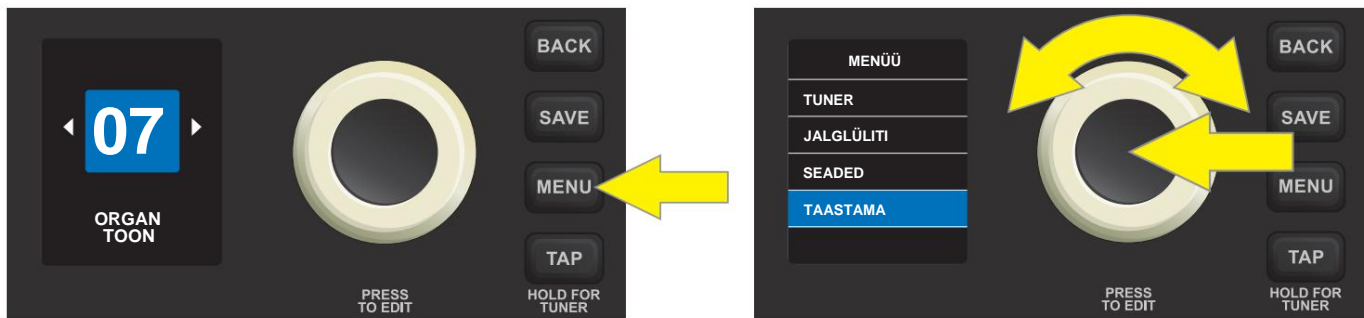 07
ORGAN
TOON
PRESS
TO EDIT
BACK
SAVE
MENU
TAP
HOLD FOR
TUNER
MENÜÜ
TUNER
JALGLÜLITI
SEADED
TAASTAMA
PRESS
TO EDIT
BACK
SAVE
MENU
TAP
HOLD FOR
TUNER